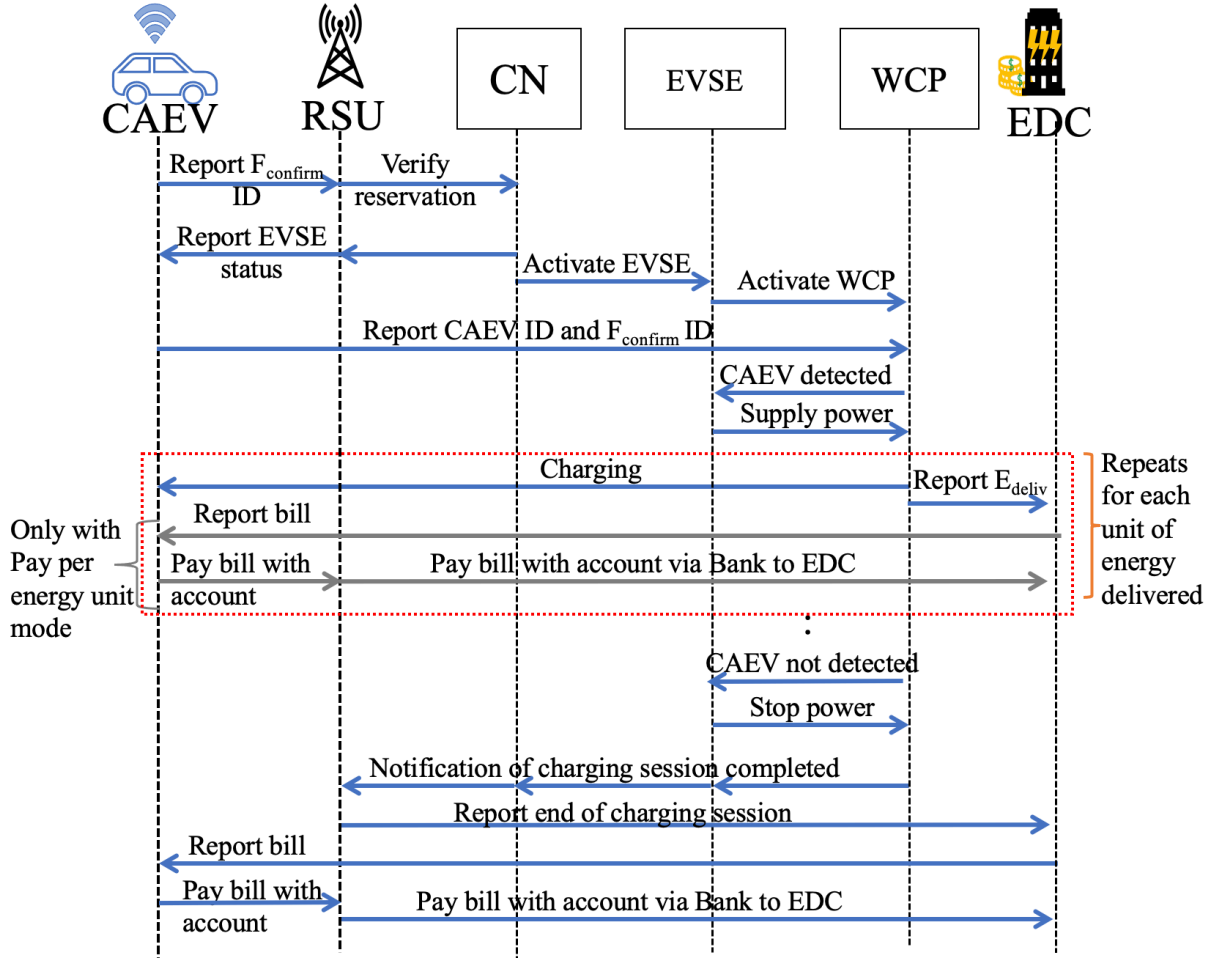 CAEV
RSU
CN
EVSE
WCP
EDC
Report Fconfirm
ID
Verify
reservation
Report EVSE
status
Activate EVSE
Activate WCP
Report CAEV ID and Fconfirm ID
CAEV detected
Supply power
Charging
Report Edeliv
Repeats
for each
unit of
energy
delivered
Only with
Pay per
energy unit
mode
Report bill
Pay bill with
account
Pay bill with account via Bank to EDC
:
CAEV not detected
Stop power
Notification of charging session completed
Report end of charging session
Report bill
Pay bill with
account
Pay bill with account via Bank to EDC